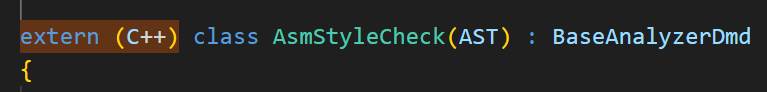 extern (C++) class AsmStyleCheck(AST) : BaseAnalyzerDmd
{